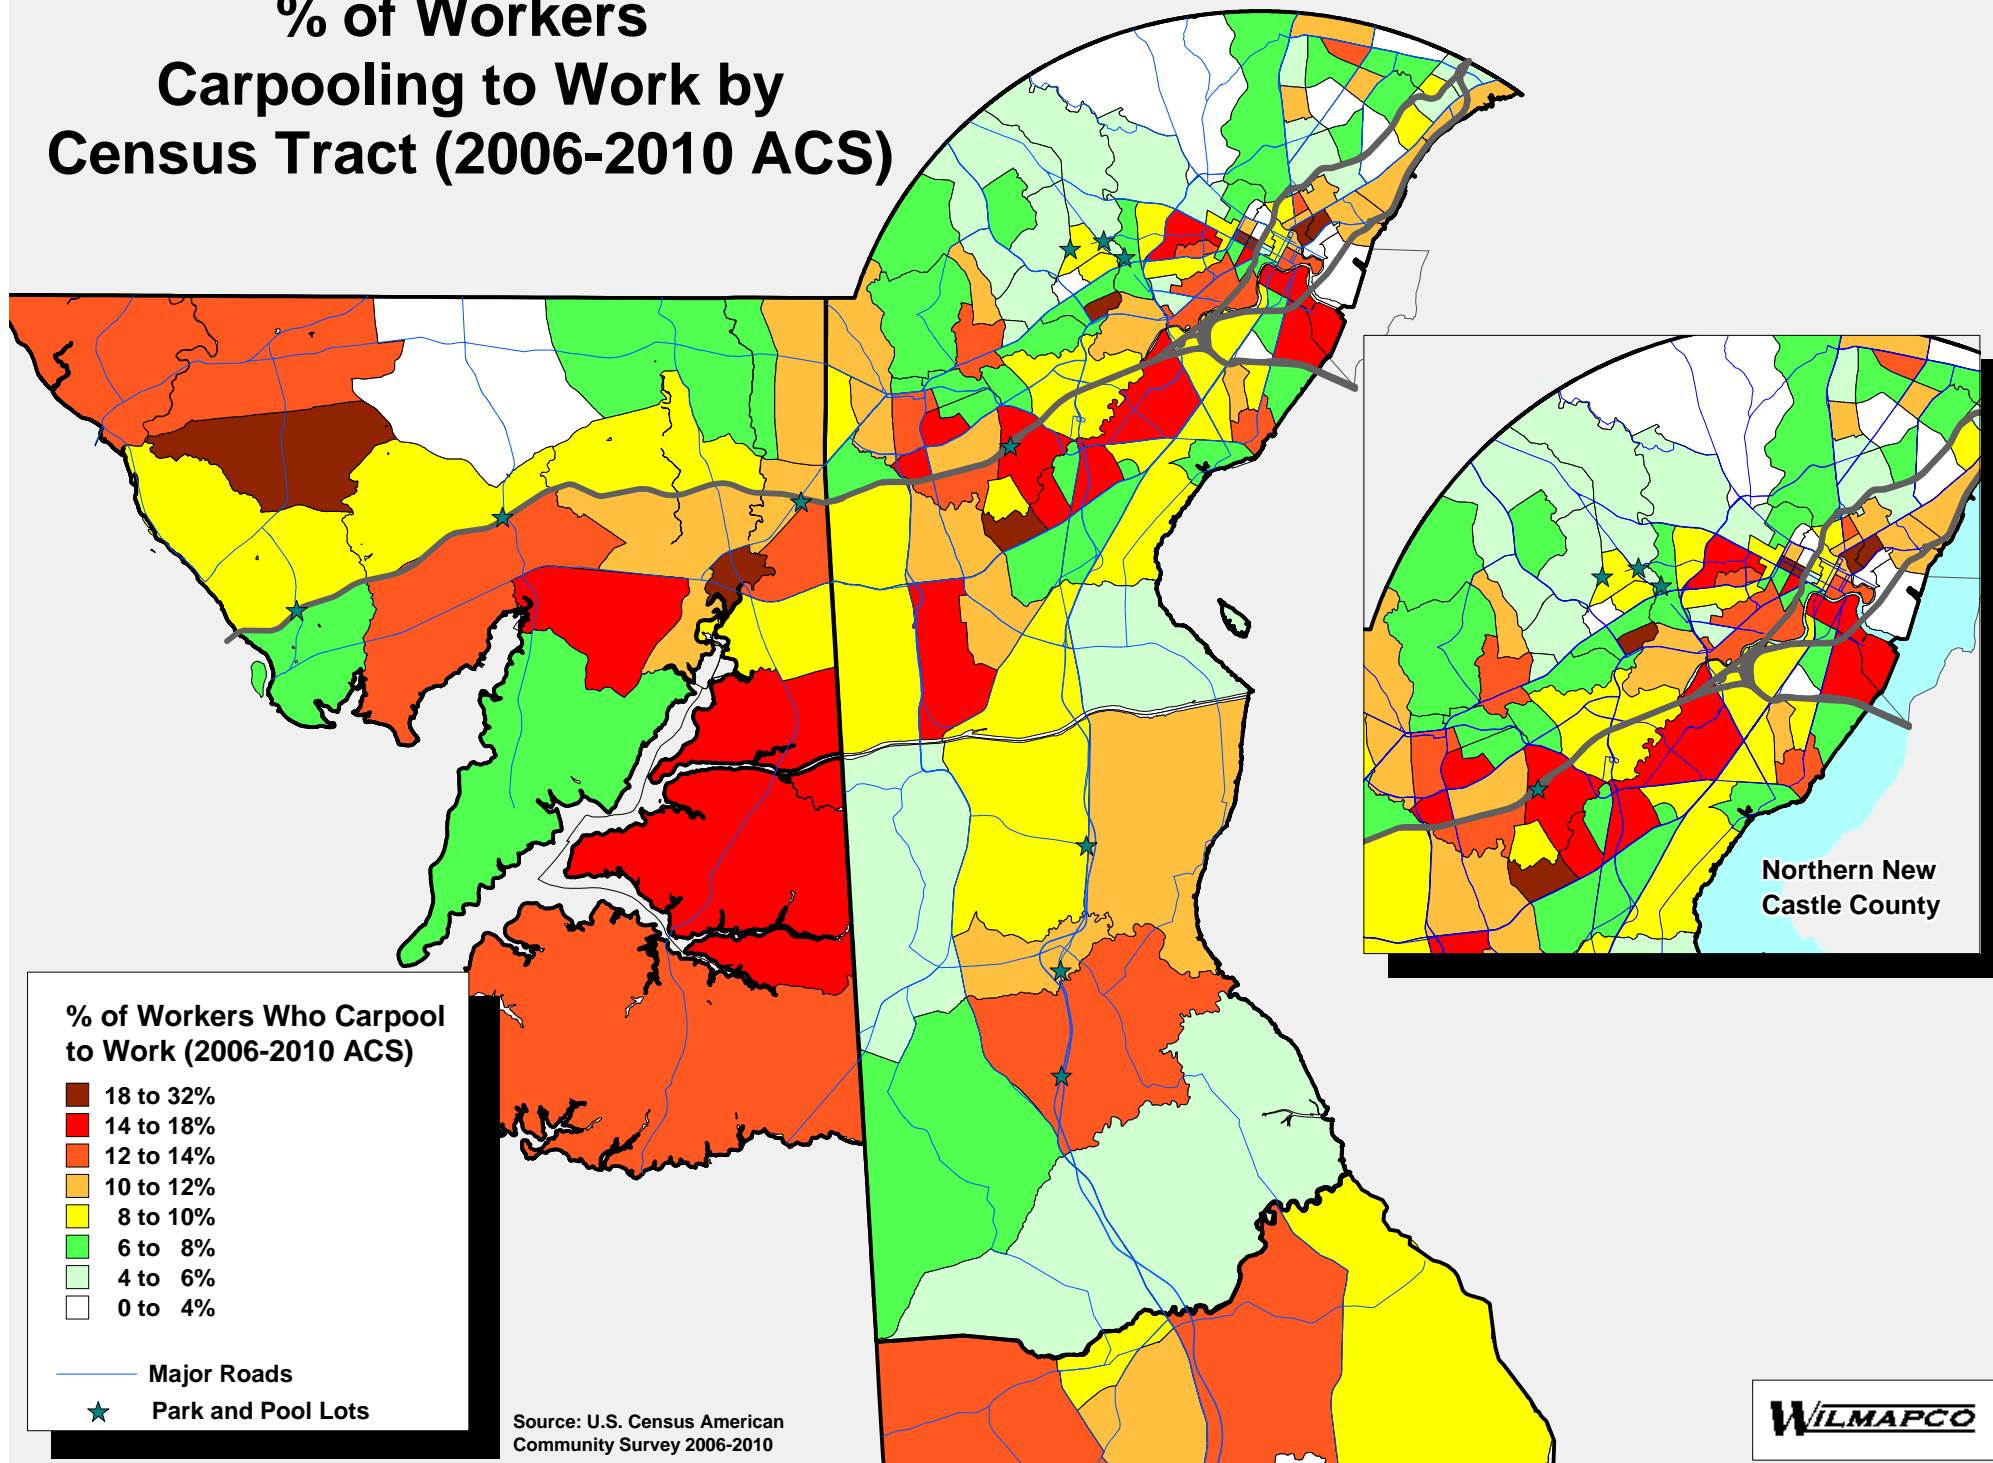 % of Workers
Carpooling to Work by
Census Tract (2006-2010 ACS)
Northern New
Castle County
% of Workers Who Carpool
to Work (2006-2010 ACS)
18 to 32%
14 to 18%
12 to 14%
10 to 12%
8 to 10%
6 to 8%
4 to 6%
0 to 4%
Major Roads
Park and Pool Lots
Source: U.S. Census American
Community Survey 2006-2010
WILMAPCO